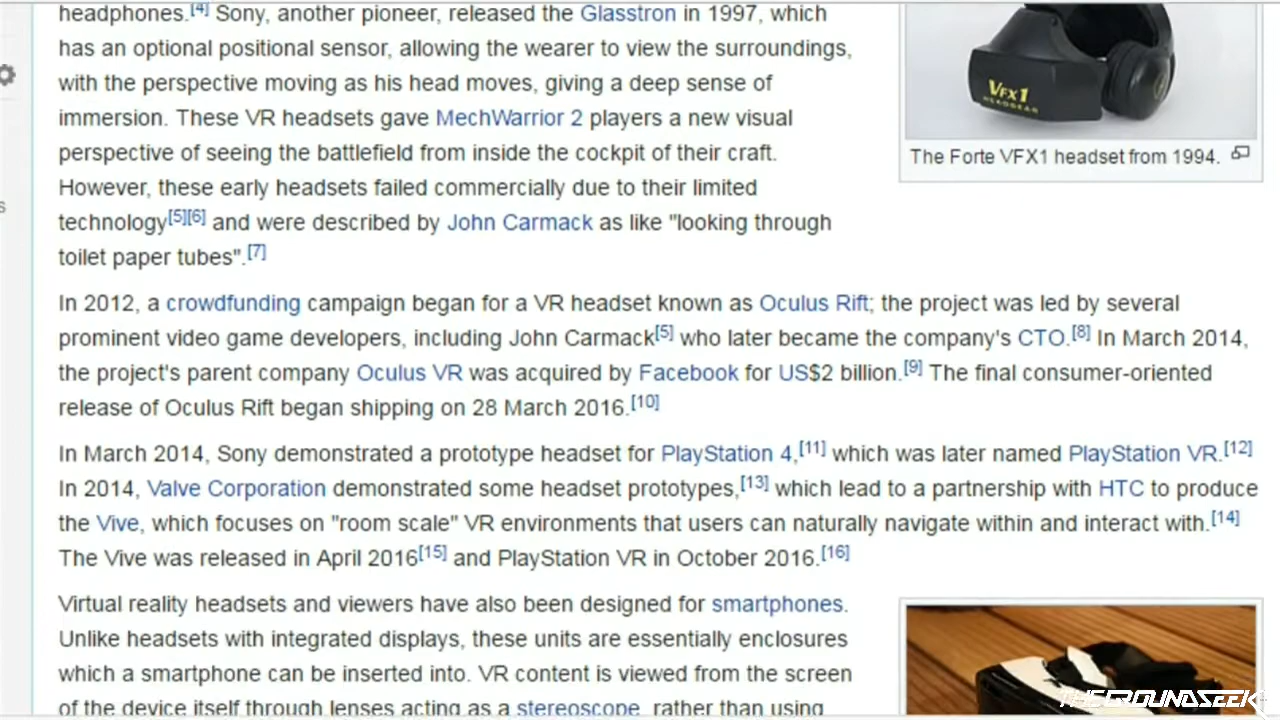 headphones.[4] Sony, another pioneer, released the Glasstron in 1997, which
has an optional positional sensor, allowing the wearer to view the surroundings,
with the perspective moving as his head moves, giving a deep sense of
immersion. These VR headsets gave MechWarrior 2 players a new visual
perspective of seeing the battlefield from inside the cockpit of their craft.
However, these early headsets failed commercially due to their limited
technology[5][6] and were described by John Carmack as like "looking through
toilet paper tubes".[7]
VFX1
HEADGEAR
The Forte VFX1 headset from 1994.
s
In 2012, a crowdfunding campaign began for a VR headset known as Oculus Rift; the project was led by several
prominent video game developers, including John Carmack[5] who later became the company's CTO.[8] In March 2014,
the project's parent company Oculus VR was acquired by Facebook for US$2 billion.[9] The final consumer-oriented
release of Oculus Rift began shipping on 28 March 2016.[10]
In March 2014, Sony demonstrated a prototype headset for PlayStation 4,[11] which was later named PlayStation VR.[12]
In 2014, Valve Corporation demonstrated some headset prototypes,[13] which lead to a partnership with HTC to produce
the Vive, which focuses on "room scale" VR environments that users can naturally navigate within and interact with.[14]
The Vive was released in April 2016[15] and PlayStation VR in October 2016.[16]
Virtual reality headsets and viewers have also been designed for smartphones.
Unlike headsets with integrated displays, these units are essentially enclosures
which a smartphone can be inserted into. VR content is viewed from the screen
of the device itself through lenses acting as a stereoscope, rather than using